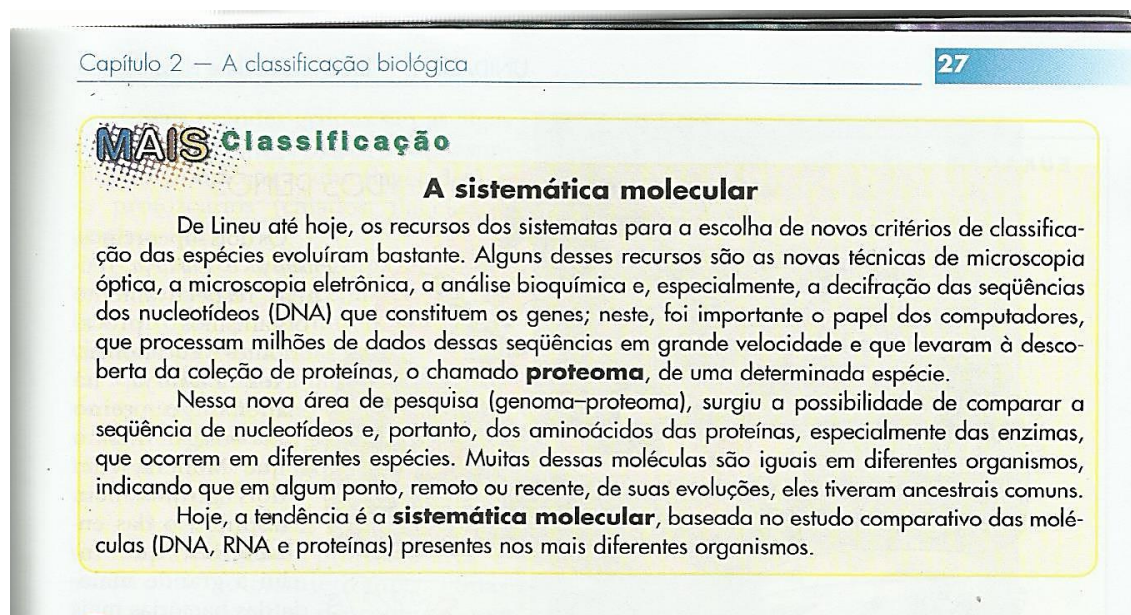 Capítulo 2 — A classificação biológica
27
MAIS Classificação
A sistemática molecular
De Lineu até hoje, os recursos dos sistematas para a escolha de novos critérios de classifica-
ção das espécies evoluíram bastante. Alguns desses recursos são as novas técnicas de microscopia
óptica, a microscopia eletrônica, a análise bioquímica e, especialmente, a decifração das seqüências
dos nucleotídeos (DNA) que constituem os genes; neste, foi importante o papel dos computadores,
que processam milhões de dados dessas seqüências em grande velocidade e que levaram à desco-
berta da coleção de proteínas, o chamado proteoma, de uma determinada espécie.
Nessa nova área de pesquisa (genoma–proteoma), surgiu a possibilidade de comparar a
seqüência de nucleotídeos e, portanto, dos aminoácidos das proteínas, especialmente das enzimas,
que ocorrem em diferentes espécies. Muitas dessas moléculas são iguais em diferentes organismos,
indicando que em algum ponto, remoto ou recente, de suas evoluções, eles tiveram ancestrais comuns.
Hoje, a tendência é a sistemática molecular, baseada no estudo comparativo das molé-
culas (DNA, RNA e proteínas) presentes nos mais diferentes organismos.